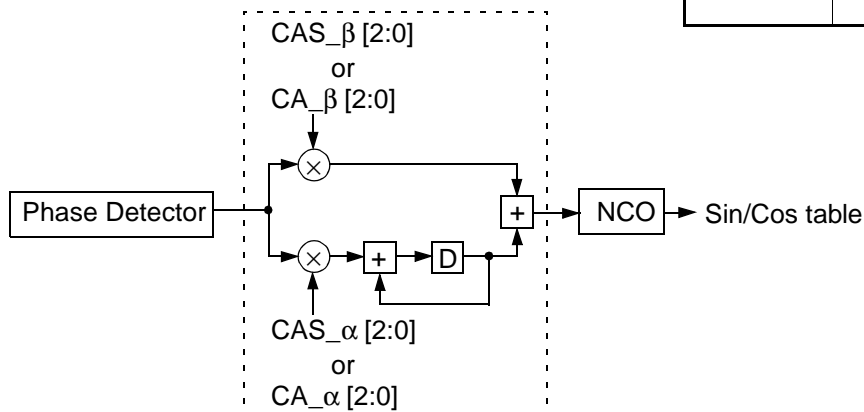 CAS_β [2:0]
or
CA_β [2:0]
×
Phase Detector
+
NCO
Sin/Cos table
×
+
D
CAS_α [2:0]
or
CA_α [2:0]